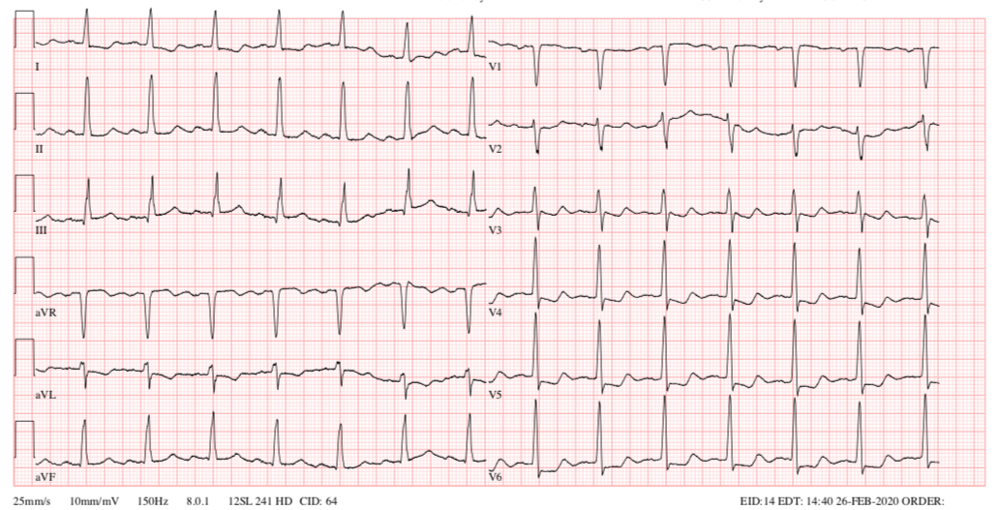 I V1
II V2
III V3
aVR V4
aVL V5
aVF V6
25mm/s 10mm/mV 150Hz 8.0.1 12SL 241 HD CID: 64 EID:14 EDT: 14:40 26-FEB-2020 ORDER: